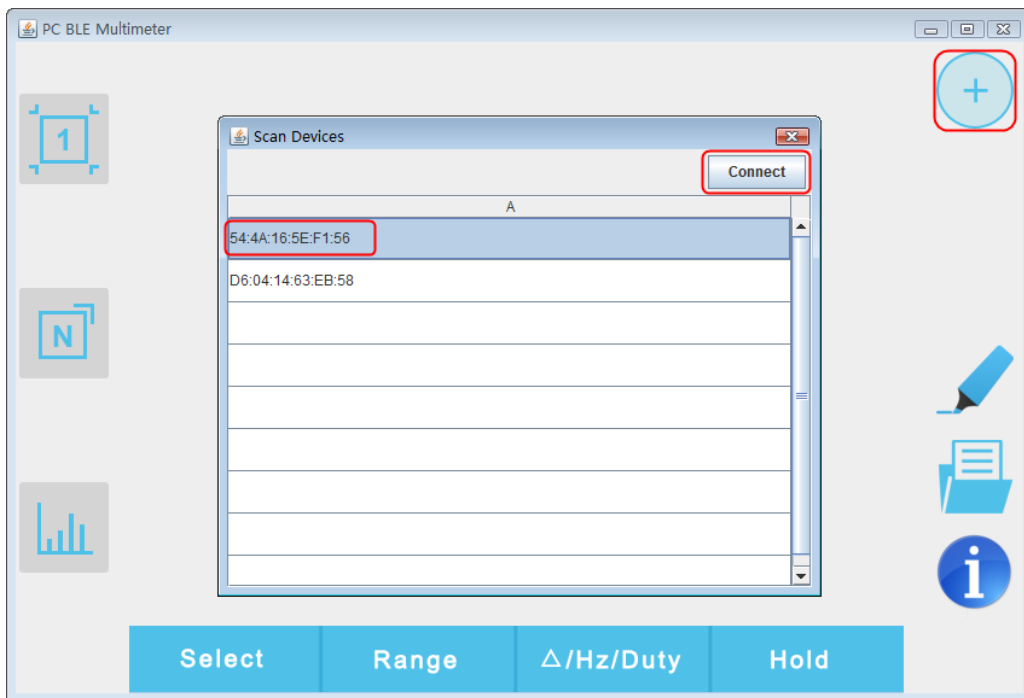 PC BLE Multimeter
+
1
Scan Devices
Connect
A
54:4A:16:5E:F1:56
D6:04:14:63:EB:58
N
i
Select Range △/Hz/Duty Hold